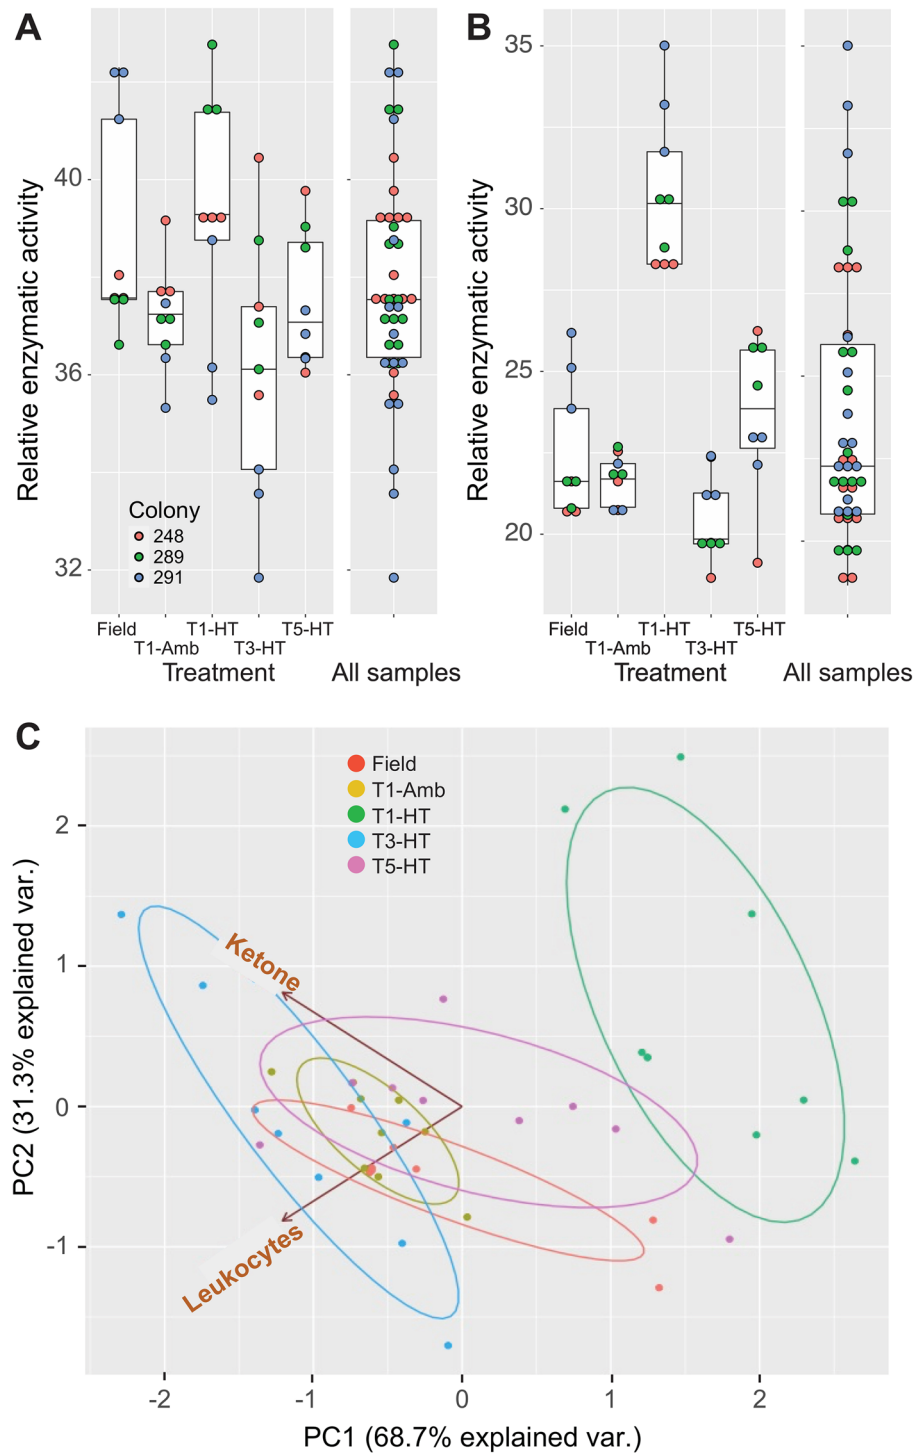 A
B
Relative enzymatic activity
40
36
32
Colony
248
289
291
Field
T1-Amb
T1-HT
T3-HT
T5-HT
Treatment
All samples
Relative enzymatic activity
35
30
25
20
Field
T1-Amb
T1-HT
T3-HT
T5-HT
Treatment
All samples
C
Field
T1-Amb
T1-HT
T3-HT
T5-HT
PC2 (31.3% explained var.)
2
1
0
-1
Ketone
Leukocytes
-2
-1
0
1
2
PC1 (68.7% explained var.)